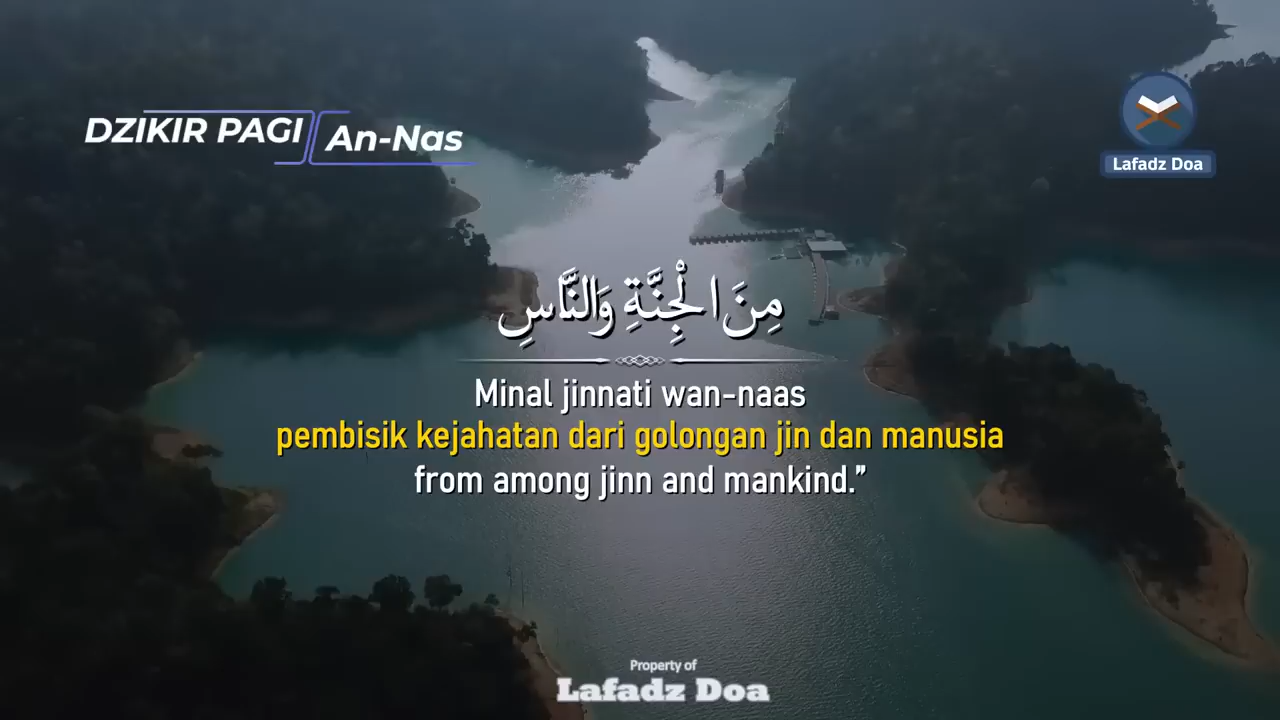 DZIKIR PAGI
An-Nas
Lafadz Doa
مِنَ الْجِنَّةِ وَالنَّاسِ
Minal jinnati wan-naas
pembisik kejahatan dari golongan jin dan manusia
from among jinn and mankind.”
Property of
Lafadz Doa